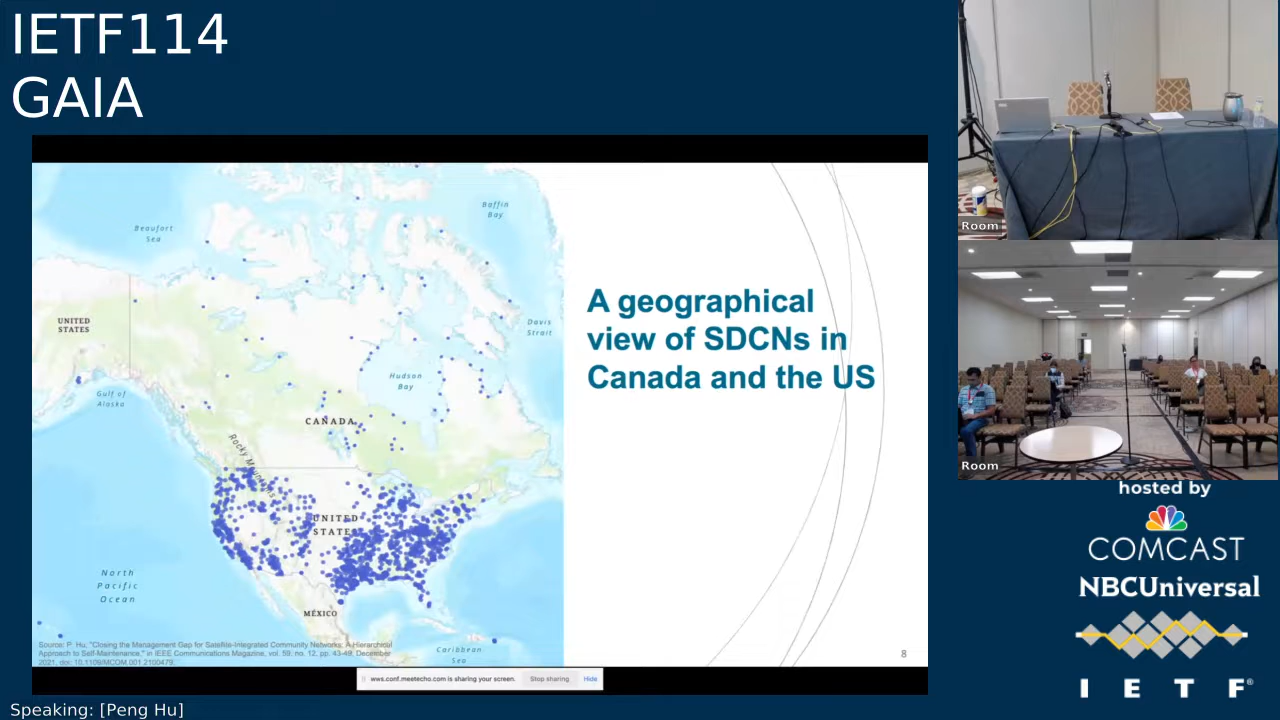 IETF114
GAIA
Baffin
Bay
Beaufort
Sea
UNITED
STATES
Davis
Strait
Gulf of
Alaska
Hudson
Bay
CANADA
Rocky Mountains
UNITED
STATES
North
Pacific
Ocean
MÉXICO
Caribbean
Sea
A geographical
view of SDCNs in
Canada and the US
Source: P. Hu, "Closing the Management Gap for Satellite-Integrated Community Networks: A Hierarchical
Approach to Self-Maintenance," in IEEE Communications Magazine, vol. 59, no. 12, pp. 43-49, December
2021, doi: 10.1109/MCOM.001.2100479.
8
wws.conf.meetecho.com is sharing your screen. Stop sharing Hide
Speaking: [Peng Hu]
Room
Room
hosted by
COMCAST
NBCUniversal
I E T F®